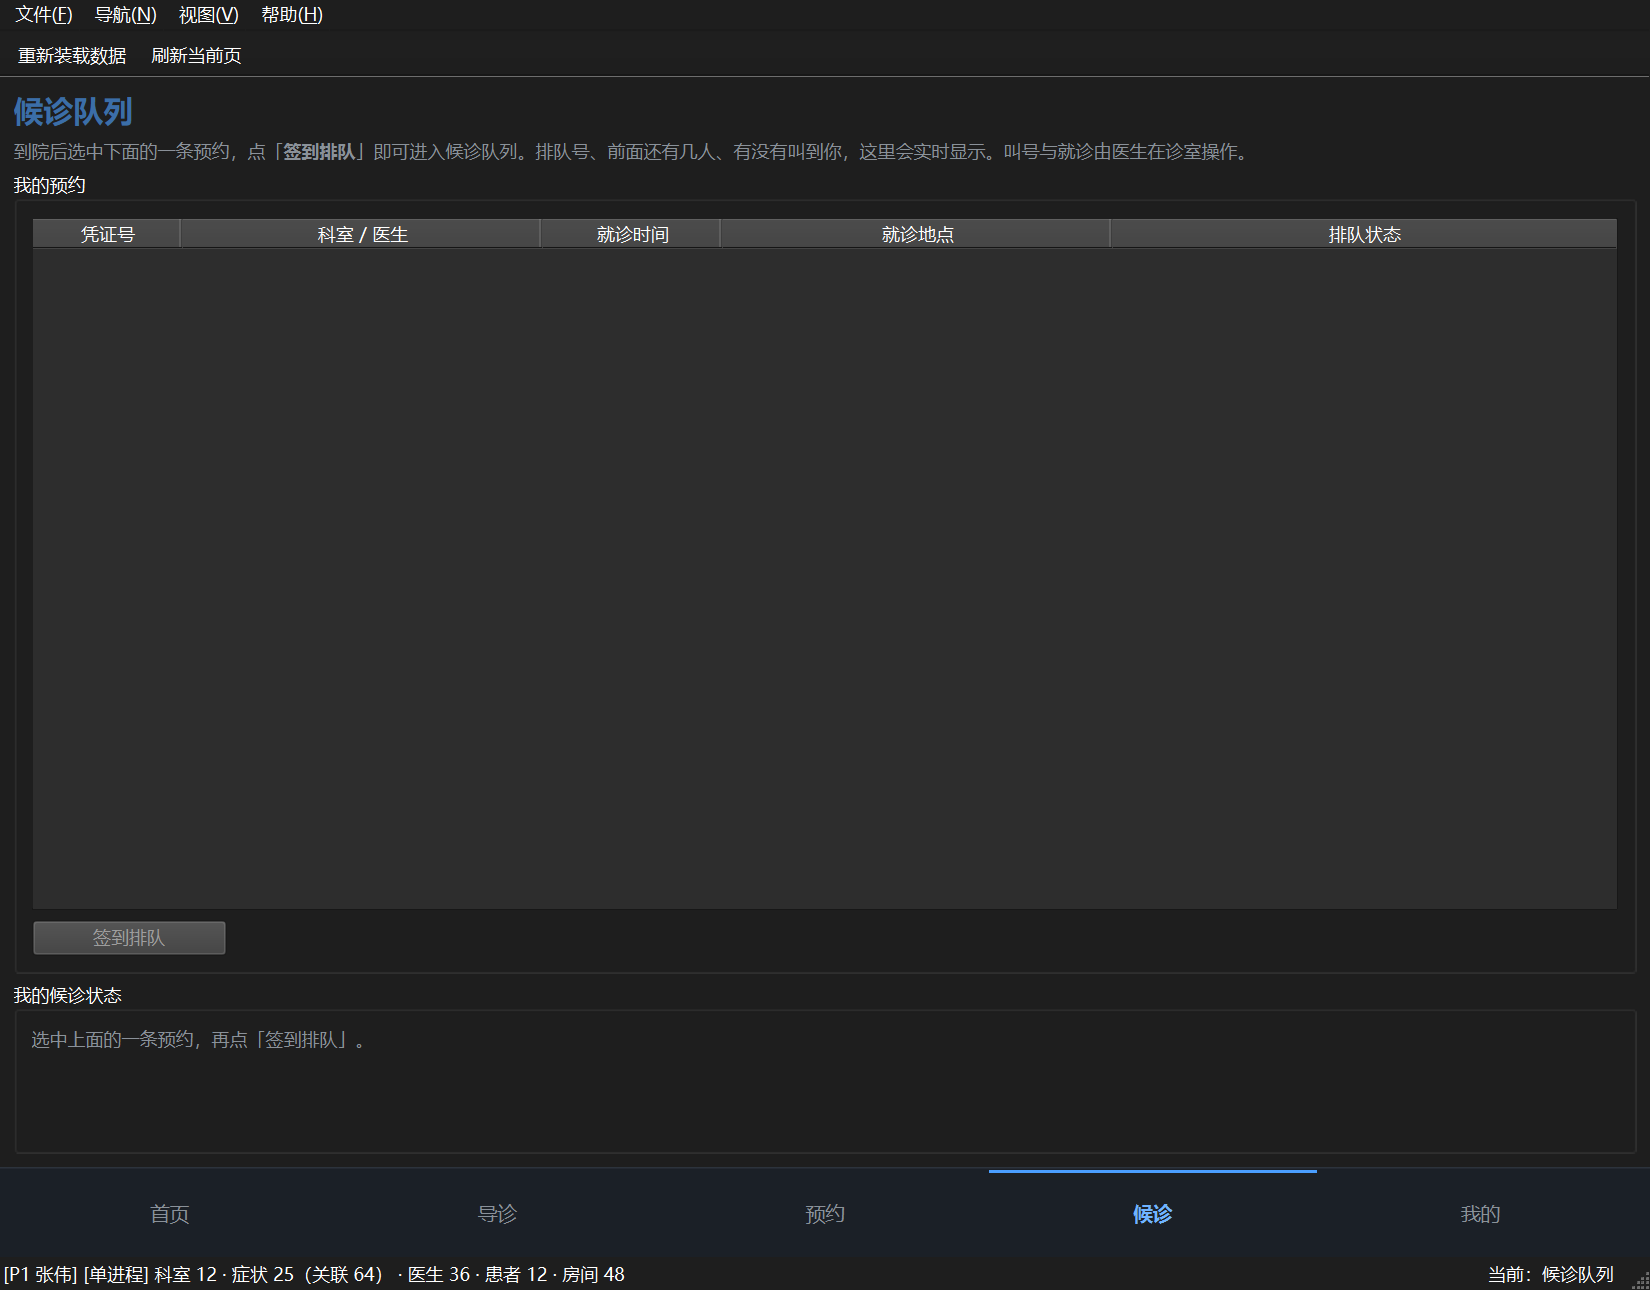 文件(F) 导航(N) 视图(V) 帮助(H)
重新装载数据 刷新当前页
候诊队列
到院后选中下面的一条预约，点「签到排队」即可进入候诊队列。排队号、前面还有几人、有没有叫到你，这里会实时显示。叫号与就诊由医生在诊室操作。
我的预约
凭证号 科室 / 医生 就诊时间 就诊地点 排队状态
签到排队
我的候诊状态
选中上面的一条预约，再点「签到排队」。
首页 导诊 预约 候诊 我的
[P1 张伟] [单进程] 科室 12 · 症状 25（关联 64） · 医生 36 · 患者 12 · 房间 48 当前：候诊队列